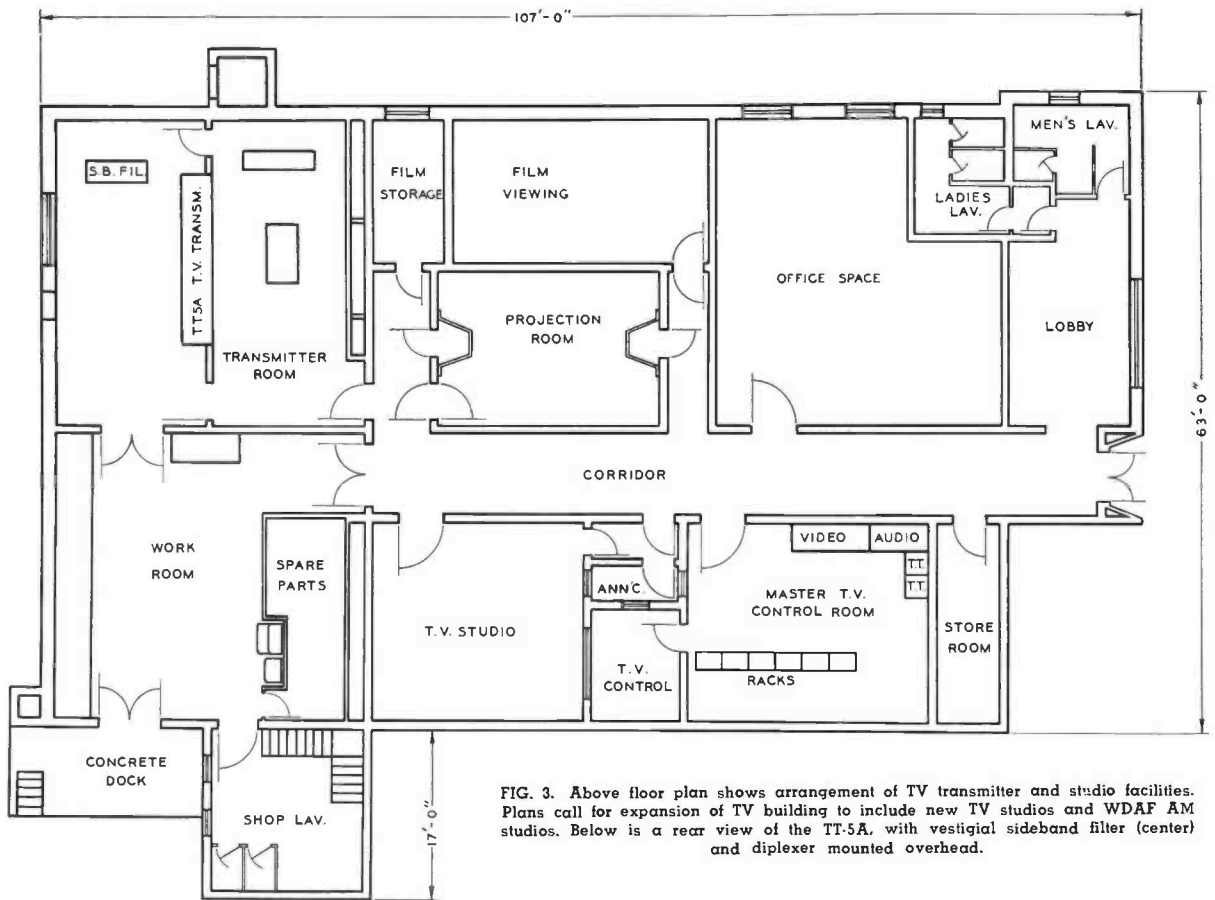 107'-0"
S.B. FIL.
TT5A T.V. TRANSM.
TRANSMITTER
ROOM
FILM
STORAGE
FILM
VIEWING
PROJECTION
ROOM
OFFICE SPACE
LADIES
LAV.
MEN'S LAV.
LOBBY
63'-0"
CORRIDOR
WORK
ROOM
SPARE
PARTS
T.V. STUDIO
ANN'C.
T.V.
CONTROL
VIDEO
AUDIO
T.T.
T.T.
MASTER T.V.
CONTROL ROOM
RACKS
STORE
ROOM
CONCRETE
DOCK
SHOP LAV.
17'-0"
FIG. 3. Above floor plan shows arrangement of TV transmitter and studio facilities.
Plans call for expansion of TV building to include new TV studios and WDAF AM
studios. Below is a rear view of the TT-5A, with vestigial sideband filter (center)
and diplexer mounted overhead.